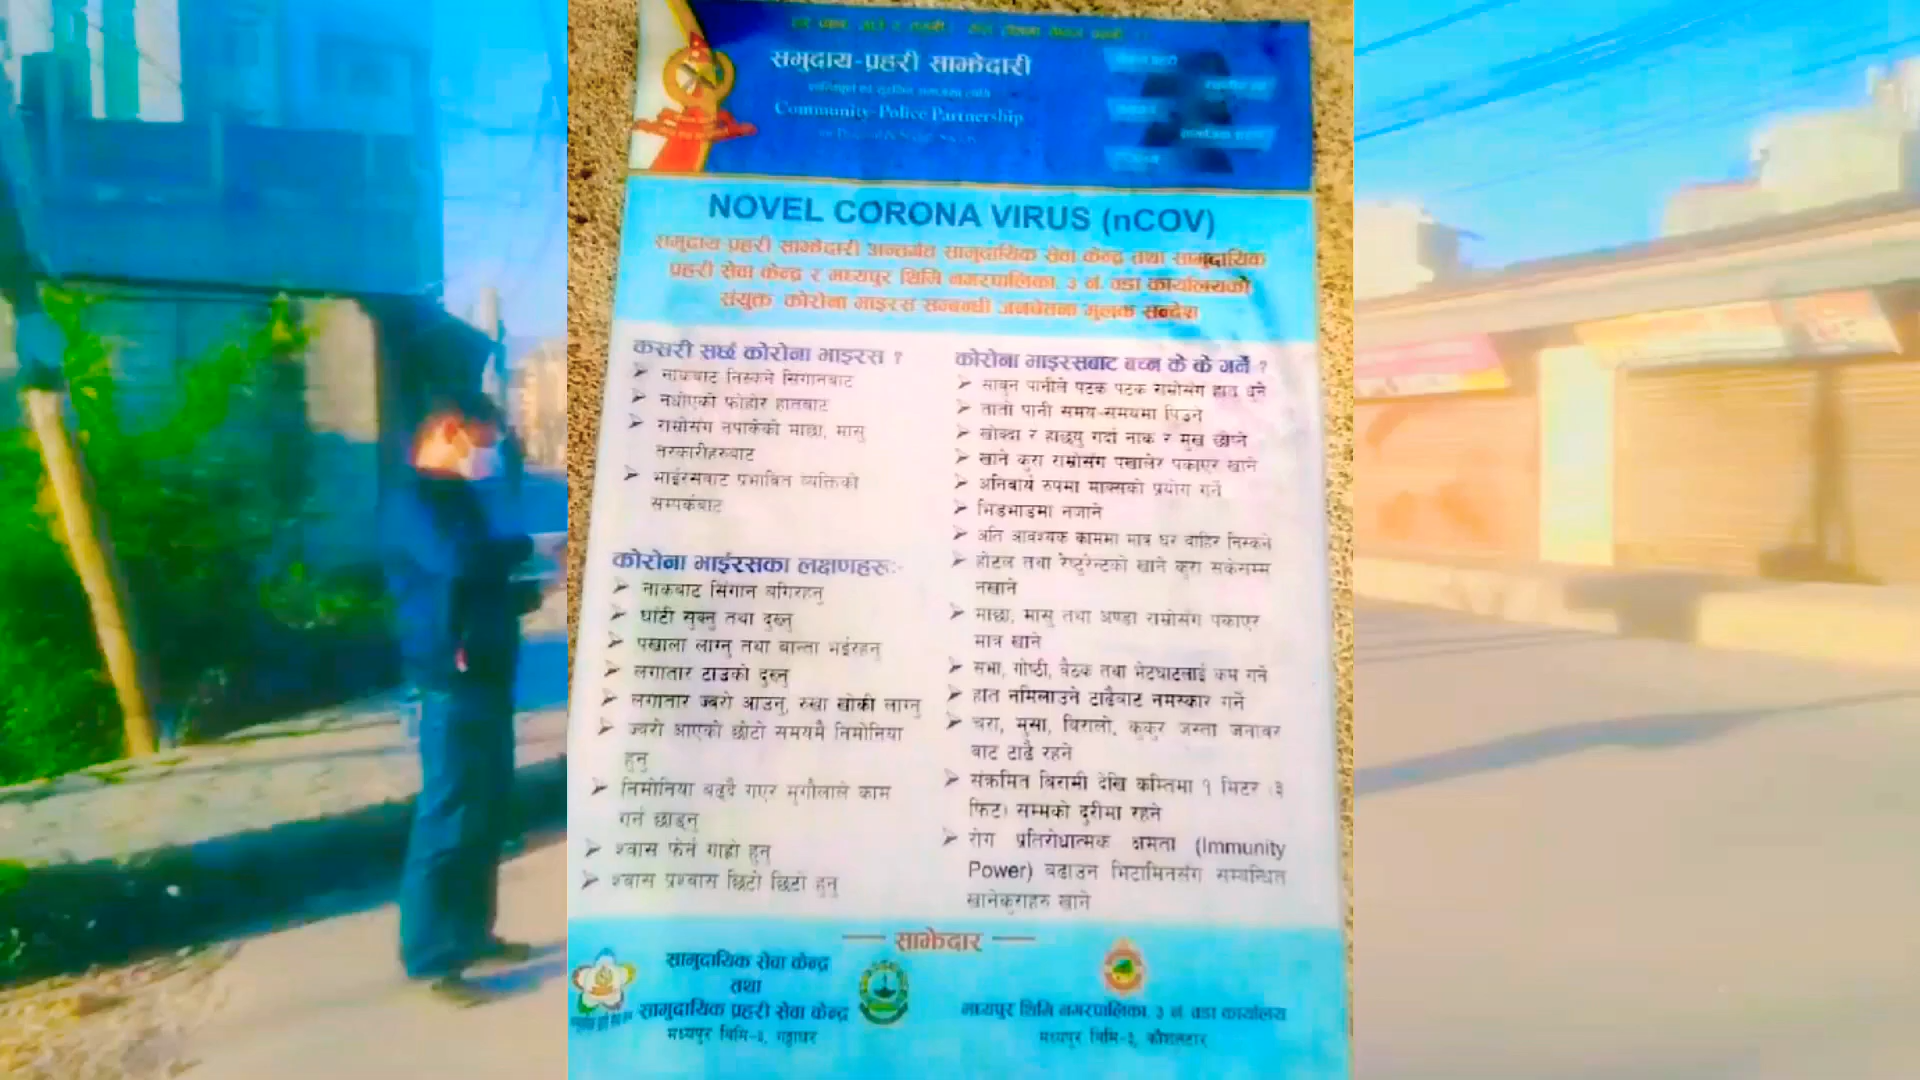 समुदाय-प्रहरी साझेदारी
Community-Police Partnership
NOVEL CORONA VIRUS (nCOV)
समुदाय प्रहरी साझेदारी अन्तर्गत सामुदायिक सेवा केन्द्र तथा सामुदायिक
प्रहरी सेवा केन्द्र र मध्यपुर थिमि नगरपालिका, ३ नं. वडा कार्यालयको
संयुक्त कोरोना भाइरस सम्बन्धी जनचेतना मुलक सन्देश
कसरी सर्छ कोरोना भाइरस ?
नाकबाट निस्कने सिंगानबाट
नधोएको फोहोर हातबाट
राम्रोसंग नपाकेको माछा, मासु
तरकारीहरुबाट
भाईरसबाट प्रभावित व्यक्तिको
सम्पर्कबाट
कोरोना भाईरसका लक्षणहरुः-
नाकबाट सिंगान बगिरहनु
घांटी सुक्नु तथा दुख्नु
पखाला लाग्नु तथा बान्ता भईरहनु
लगातार टाउको दुख्नु
लगातार ज्वरो आउनु, रुखा खोकी लाग्नु
ज्वरो आएको छोटो समयमै निमोनिया
हुनु
निमोनिया बढ्दै गएर मृगौलाले काम
गर्न छाड्नु
श्वास फेर्न गाह्रो हुनु
श्वास प्रश्वास छिटो छिटो हुनु
कोरोना भाइरसबाट बच्न के के गर्ने ?
साबुन पानीले पटक पटक राम्रोसंग हात धुने
तातो पानी समय-समयमा पिउने
खोक्दा र हाछ्यु गर्दा नाक र मुख छोप्ने
खाने कुरा राम्रोसंग पखालेर पकाएर खाने
अनिवार्य रुपमा माक्सको प्रयोग गर्ने
भिडभाडमा नजाने
अति आवश्यक काममा मात्र घर बाहिर निस्कने
होटल तथा रेष्टुरेन्टको खाने कुरा सकेसम्म
नखाने
माछा, मासु तथा अण्डा राम्रोसंग पकाएर
मात्र खाने
सभा, गोष्ठी, बैठक तथा भेटघाटलाई कम गर्ने
हात नमिलाउने टाढैबाट नमस्कार गर्ने
चरा, मुसा, बिरालो, कुकुर जस्ता जनावर
बाट टाढै रहने
संक्रमित बिरामी देखि कम्तिमा १ मिटर (३
फिट) सम्मको दुरीमा रहने
रोग प्रतिरोधात्मक क्षमता (Immunity
Power) बढाउन भिटामिनसंग सम्बन्धित
खानेकुराहरु खाने
साझेदार
सामुदायिक सेवा केन्द्र
तथा
सामुदायिक प्रहरी सेवा केन्द्र
मध्यपुर थिमि-३, गठ्ठाघर
मध्यपुर थिमि नगरपालिका, ३ नं. वडा कार्यालय
मध्यपुर थिमि-३, कौशलटार